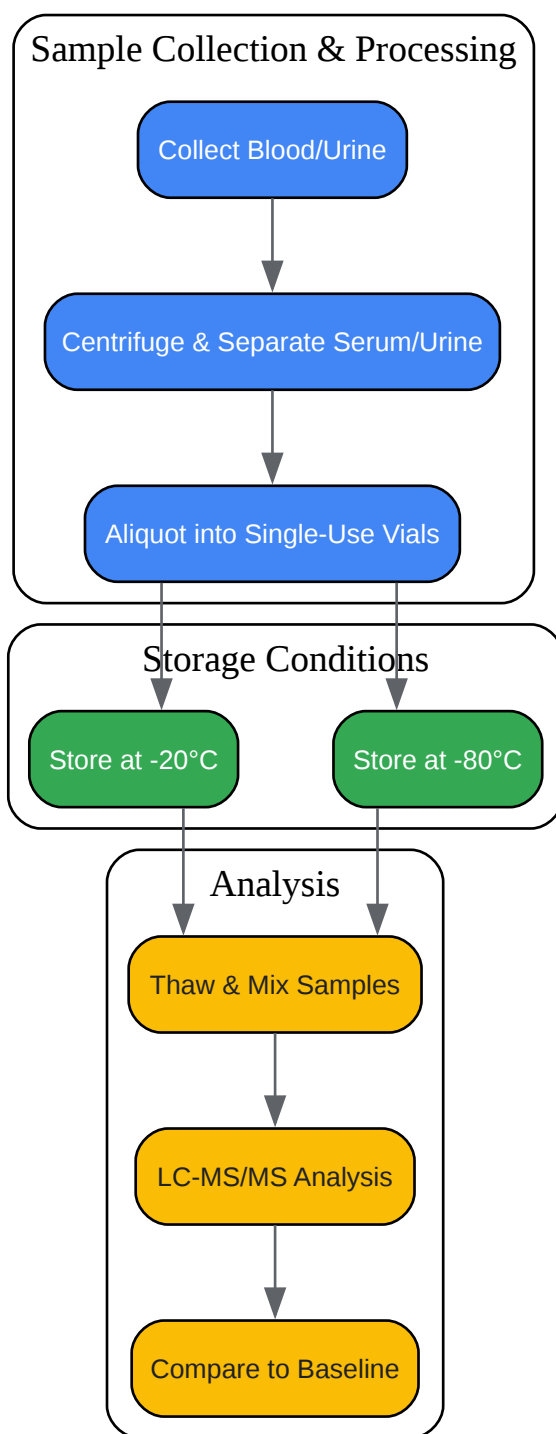 Sample Collection & Processing
Collect Blood/Urine
Centrifuge & Separate Serum/Urine
Aliquot into Single-Use Vials
Storage Conditions
Store at -20°C
Store at -80°C
Analysis
Thaw & Mix Samples
LC-MS/MS Analysis
Compare to Baseline